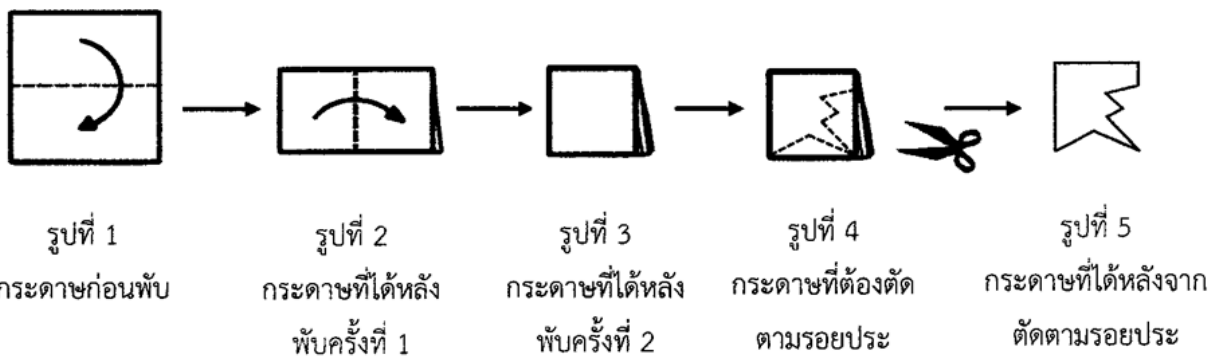 รูปที่ 1
กระดาษก่อนพับ
รูปที่ 2
กระดาษที่ได้หลัง
พับครั้งที่ 1
รูปที่ 3
กระดาษที่ได้หลัง
พับครั้งที่ 2
รูปที่ 4
กระดาษที่ต้องตัด
ตามรอยประ
รูปที่ 5
กระดาษที่ได้หลังจาก
ตัดตามรอยประ